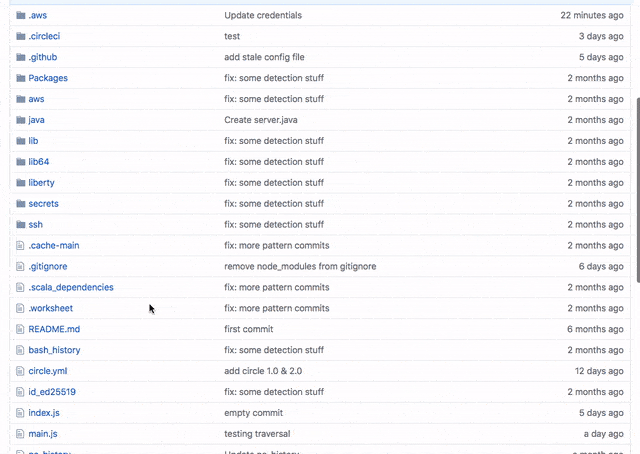 .aws Update credentials 22 minutes ago
.circleci test 3 days ago
.github add stale config file 5 days ago
Packages fix: some detection stuff 2 months ago
aws fix: some detection stuff 2 months ago
java Create server.java 2 months ago
lib fix: some detection stuff 2 months ago
lib64 fix: some detection stuff 2 months ago
liberty fix: some detection stuff 2 months ago
secrets fix: some detection stuff 2 months ago
ssh fix: some detection stuff 2 months ago
.cache-main fix: more pattern commits 2 months ago
.gitignore remove node_modules from gitignore 6 days ago
.scala_dependencies fix: more pattern commits 2 months ago
.worksheet fix: more pattern commits 2 months ago
README.md first commit 6 months ago
bash_history fix: some detection stuff 2 months ago
circle.yml add circle 1.0 & 2.0 12 days ago
id_ed25519 fix: some detection stuff 2 months ago
index.js empty commit 5 days ago
main.js testing traversal a day ago